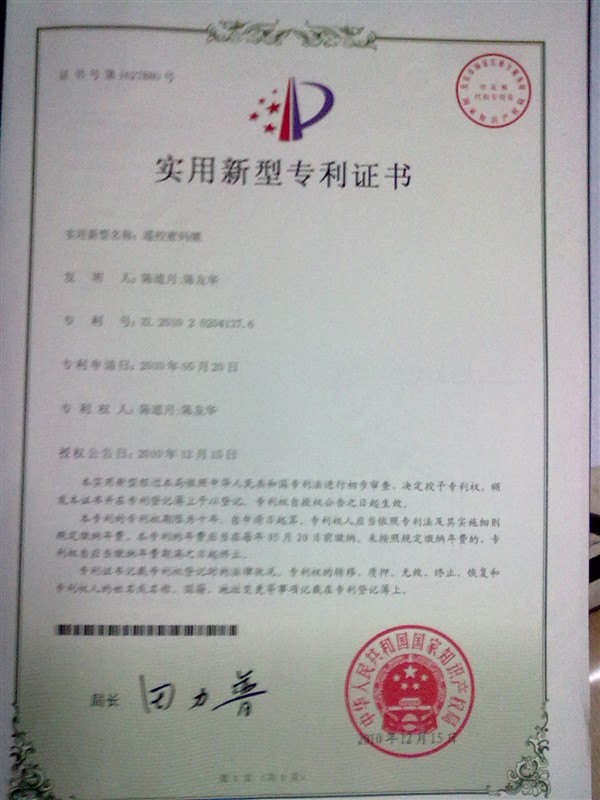 证书号第1627880号
实用新型专利证书
实用新型名称：遥控密码锁
发 明 人：陈道月;陈友华
专 利 号：ZL 2010 2 0204137.6
专利申请日：2010年05月20日
专 利 权 人：陈道月;陈友华
授权公告日：2010年12月15日
本实用新型经过本局依照中华人民共和国专利法进行初步审查，决定授予专利权，颁
发本证书并在专利登记簿上予以登记。专利权自授权公告之日起生效。
本专利的专利权期限为十年，自申请日起算。专利权人应当依照专利法及其实施细则
规定缴纳年费。本专利的年费应当在每年05月20日前缴纳。未按照规定缴纳年费的，专
利权自应当缴纳年费期满之日起终止。
专利证书记载专利权登记时的法律状况。专利权的转移、质押、无效、终止、恢复和
专利权人的姓名或名称、国籍、地址变更等事项记载在专利登记簿上。
局长 田力普
中华人民共和国国家知识产权局
2010年12月15日